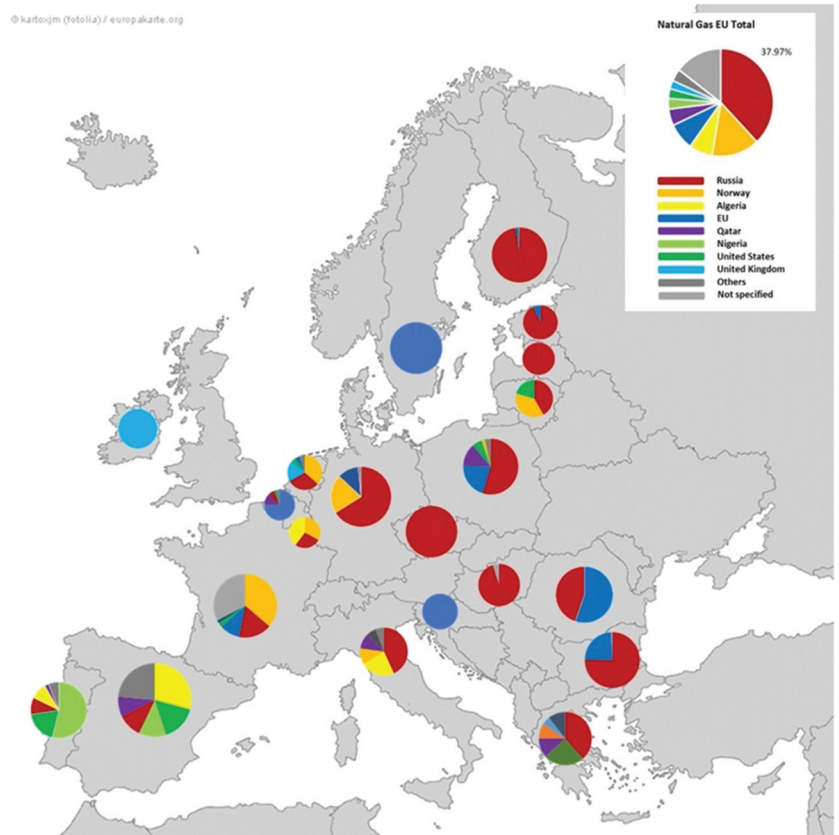 © kartoxjm (fotolia) / europakarte.org
Natural Gas EU Total
37.97%
Russia
Norway
Algeria
EU
Qatar
Nigeria
United States
United Kingdom
Others
Not specified